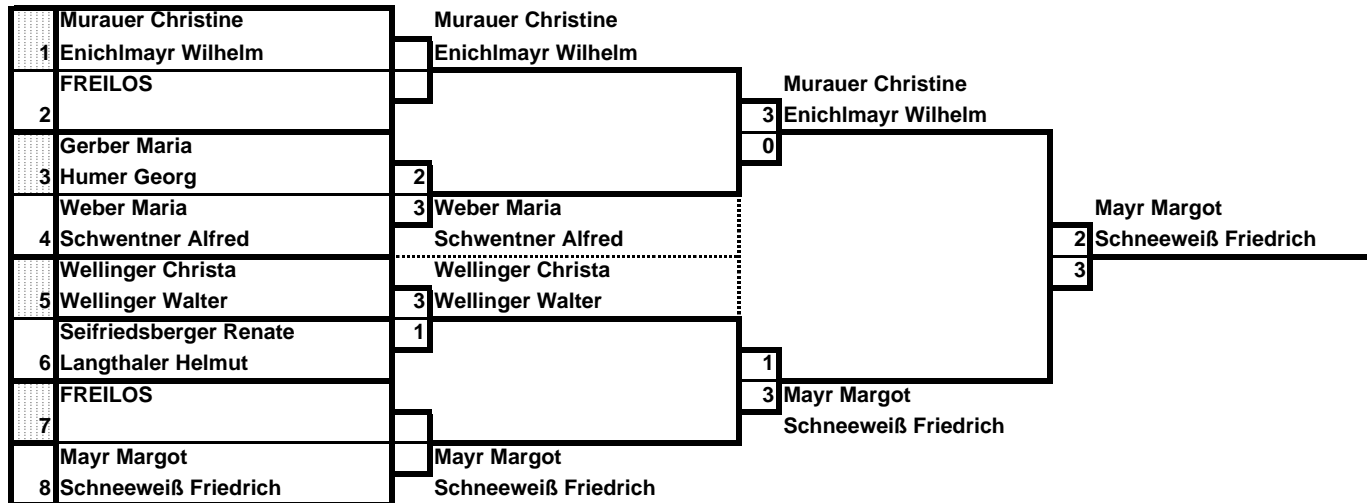 Murauer Christine Murauer Christine
1 Enichlmayr Wilhelm Enichlmayr Wilhelm
FREILOS Murauer Christine
2 3 Enichlmayr Wilhelm
Gerber Maria 0
3 Humer Georg 2
Weber Maria 3 Weber Maria Mayr Margot
4 Schwentner Alfred Schwentner Alfred 2 Schneeweiß Friedrich
Wellinger Christa Wellinger Christa 3
5 Wellinger Walter 3 Wellinger Walter
Seifriedsberger Renate 1
6 Langthaler Helmut 1
FREILOS 3 Mayr Margot
7 Schneeweiß Friedrich
Mayr Margot Mayr Margot
8 Schneeweiß Friedrich Schneeweiß Friedrich